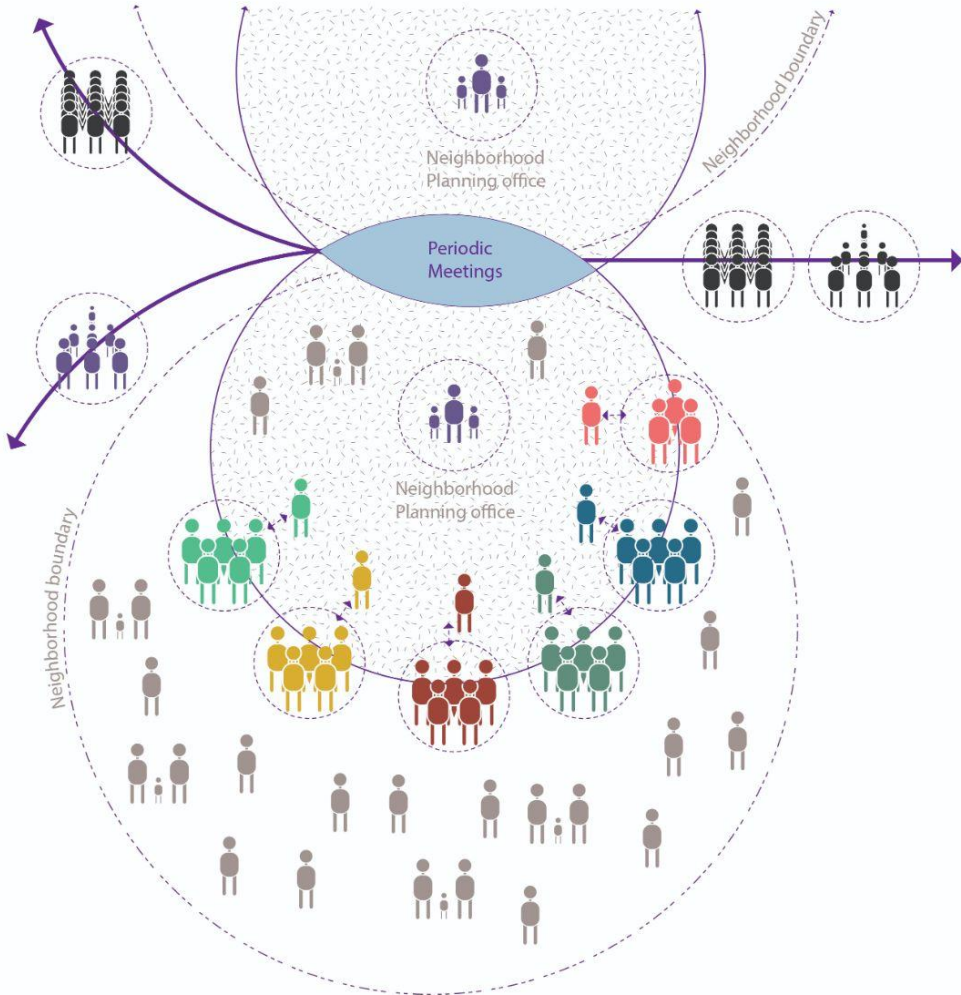 Neighborhood boundary
Neighborhood
Planning office
Periodic
Meetings
Neighborhood
Planning office
Neighborhood boundary